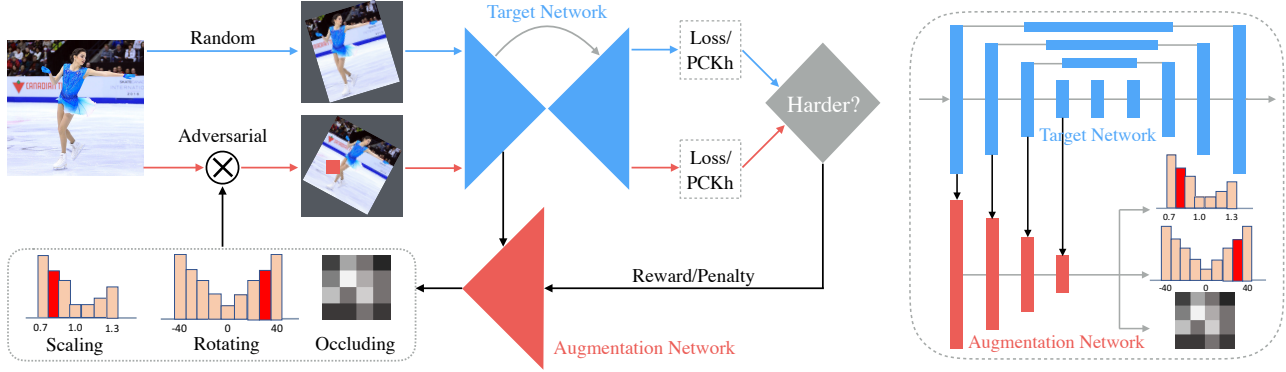 Random
Adversarial
CANADIAN TI
Target Network
Loss/
PCKh
Loss/
PCKh
Harder?
Reward/Penalty
Augmentation Network
0.7 1.0 1.3
Scaling
-40 0 40
Rotating
Occluding
Target Network
0.7 1.0 1.3
-40 0 40
Augmentation Network